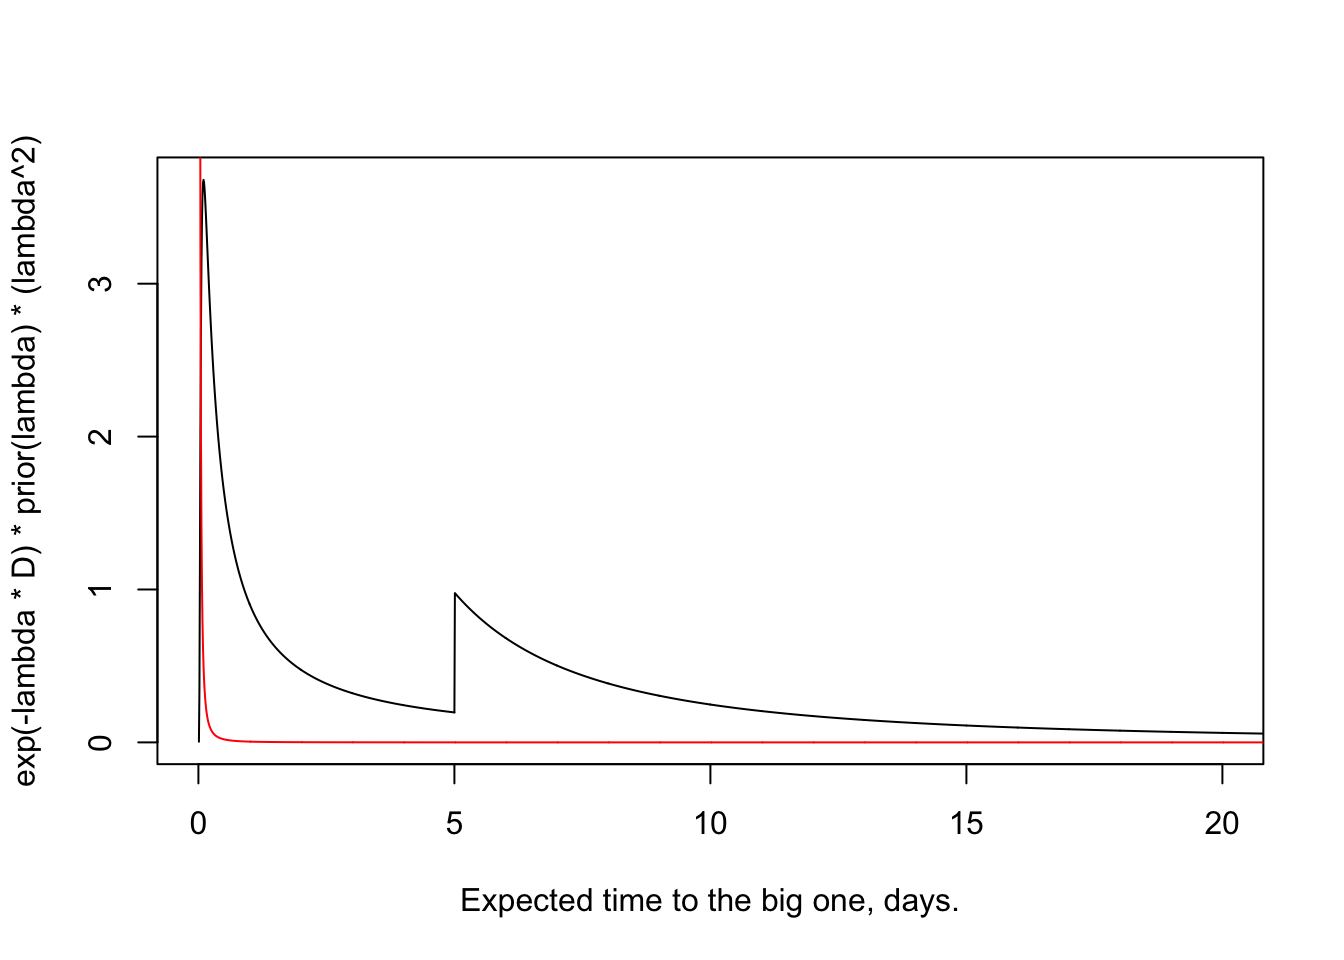 exp(-lambda * D) * prior(lambda) * (lambda^2)
3
2
1
0
0 5 10 15 20
Expected time to the big one, days.